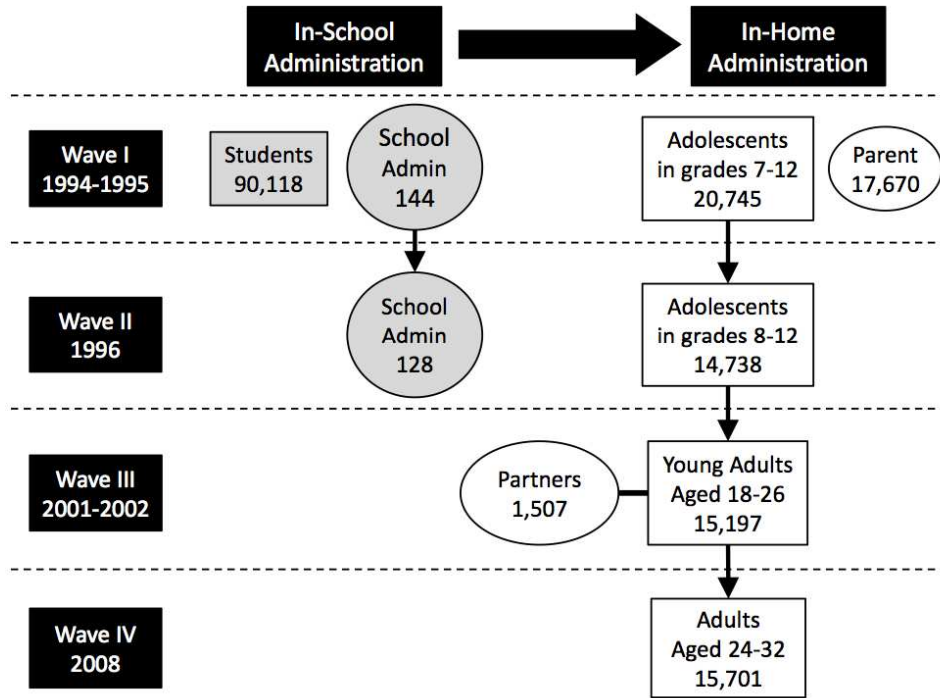 In-School
Administration
In-Home
Administration
Wave I
1994-1995
Students
90,118
School
Admin
144
Adolescents
in grades 7-12
20,745
Parent
17,670
Wave II
1996
School
Admin
128
Adolescents
in grades 8-12
14,738
Wave III
2001-2002
Partners
1,507
Young Adults
Aged 18-26
15,197
Wave IV
2008
Adults
Aged 24-32
15,701